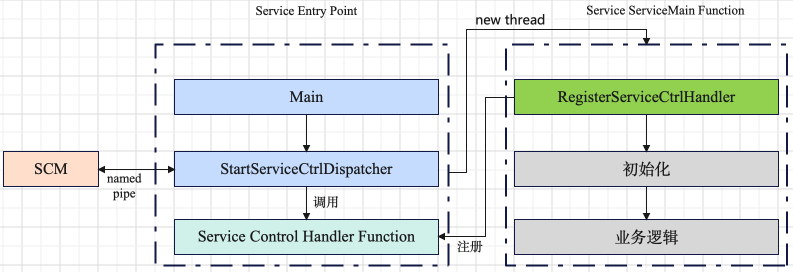 Service Entry Point
Service ServiceMain Function
new thread
Main
RegisterServiceCtrlHandler
SCM
named
pipe
StartServiceCtrlDispatcher
初始化
调用
Service Control Handler Function
注册
业务逻辑